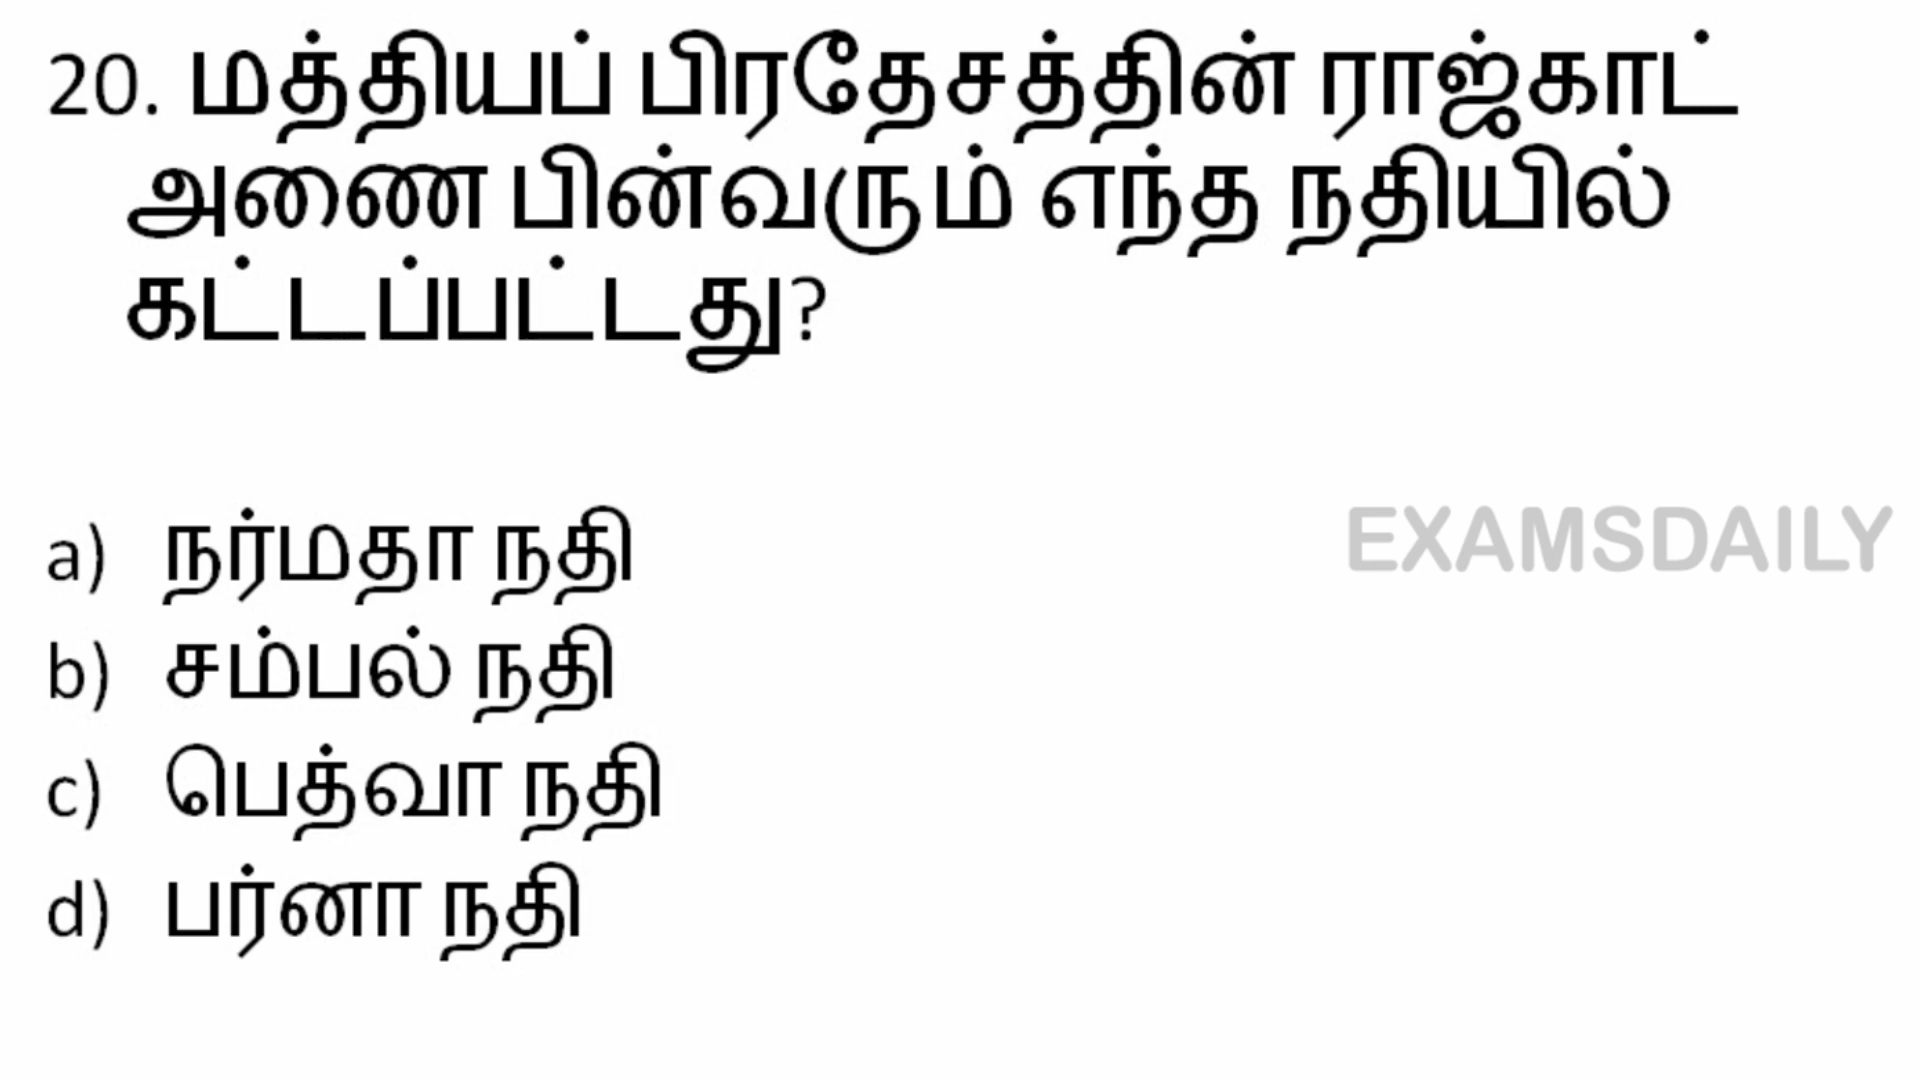 20. மத்தியப் பிரதேசத்தின் ராஜ்காட்
அணை பின்வரும் எந்த நதியில்
கட்டப்பட்டது?
a) நர்மதா நதி
EXAMSDAILY
b) சம்பல் நதி
c) பெத்வா நதி
d) பர்னா நதி